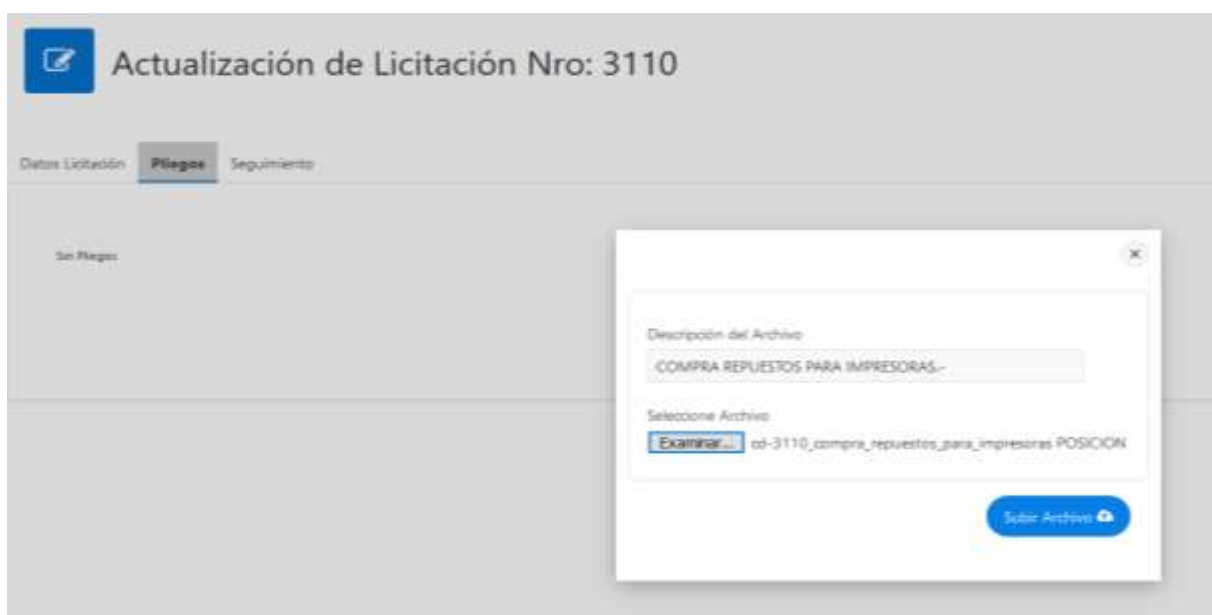 Actualización de Licitación Nro: 3110
Datos Licitación Pliegos Seguimiento
Sin Pliegos
Descripción del Archivo
COMPRA REPUESTOS PARA IMPRESORAS.-
Seleccione Archivo
Examinar... cd-3110_compra_repuestos_para_impresoras POSICION
Subir Archivo